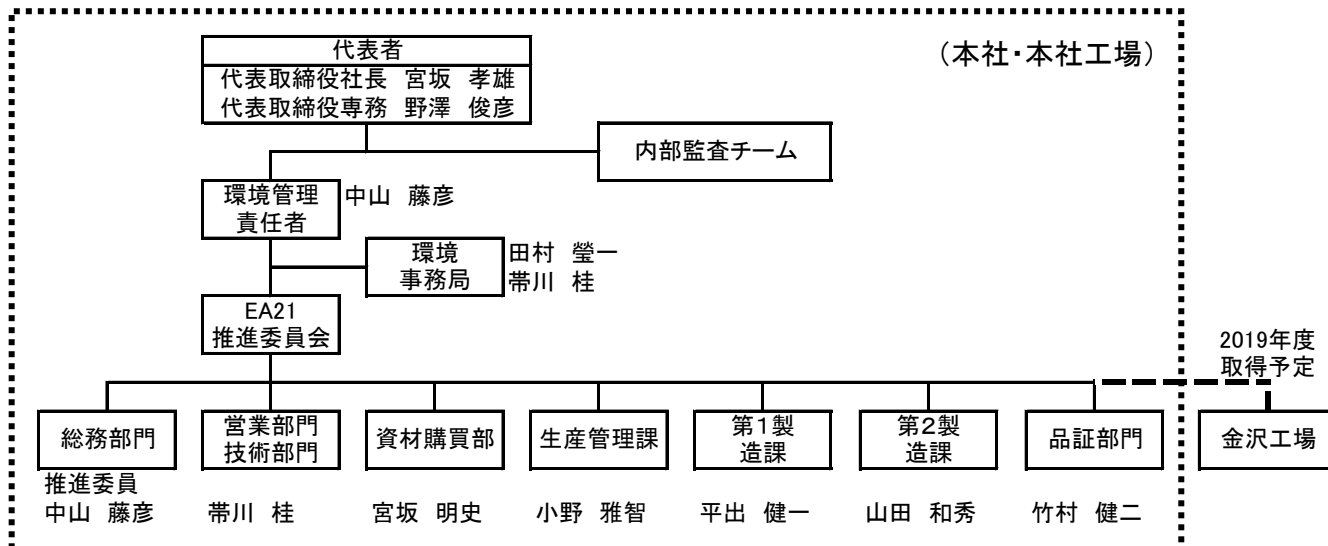 代表者
(本社・本社工場)
代表取締役社長 宮坂 孝雄
代表取締役専務 野澤 俊彦
内部監査チーム
環境管理
責任者
中山 藤彦
環境
事務局
田村 瑩一
帯川 桂
EA21
推進委員会
2019年度
取得予定
総務部門
営業部門
技術部門
資材購買部
生産管理課
第1製
造課
第2製
造課
品証部門
金沢工場
推進委員
中山 藤彦
帯川 桂
宮坂 明史
小野 雅智
平出 健一
山田 和秀
竹村 健二